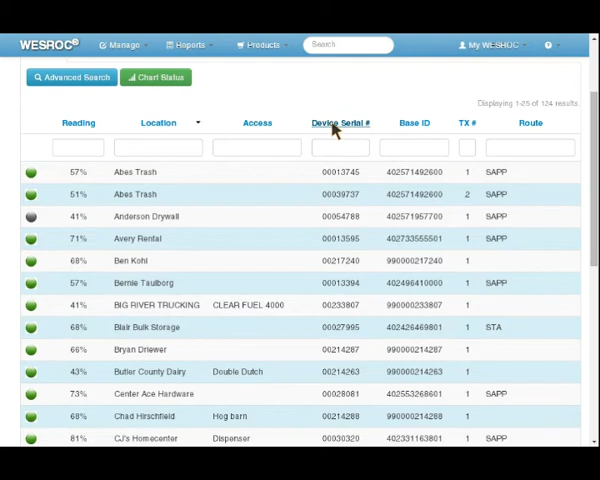 WESROC® Manage Reports Products Search My WESROC
Advanced Search Chart Status
Displaying 1-25 of 124 results.
Reading Location Access Device Serial # Base ID TX # Route
57% Abes Trash 00013745 402571492600 1 SAPP
51% Abes Trash 00039737 402571492600 2 SAPP
41% Anderson Drywall 00054788 402571957700 1 SAPP
71% Avery Rental 00013595 402733555501 1 SAPP
68% Ben Kohl 00217240 990000217240 1
57% Bernie Taulborg 00013394 402496410000 1 SAPP
41% BIG RIVER TRUCKING CLEAR FUEL 4000 00233807 990000233807 1
68% Blair Bulk Storage 00027995 402426469801 1 STA
66% Bryan Driewer 00214287 990000214287 1
43% Butler County Dairy Double Dutch 00214263 990000214263 1
73% Center Ace Hardware 00028081 402553268601 1 SAPP
68% Chad Hirschfield Hog barn 00214288 990000214288 1
81% CJ's Homecenter Dispenser 00030320 402331163801 1 SAPP